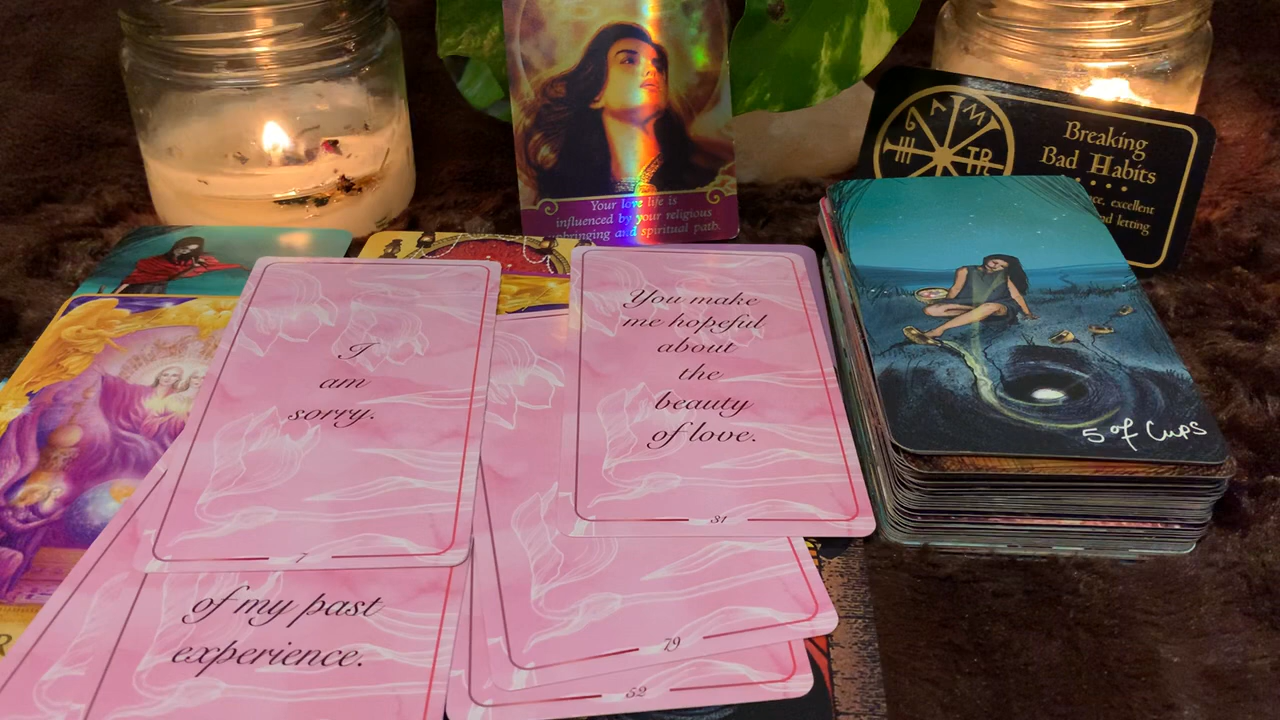 Your love life is
influenced by your religious
upbringing and spiritual path.
Breaking
Bad Habits
excellent
letting
I
am
sorry.
7
You make
me hopeful
about
the
beauty
of love.
31
5 of Cups
of my past
experience.
79
52
R